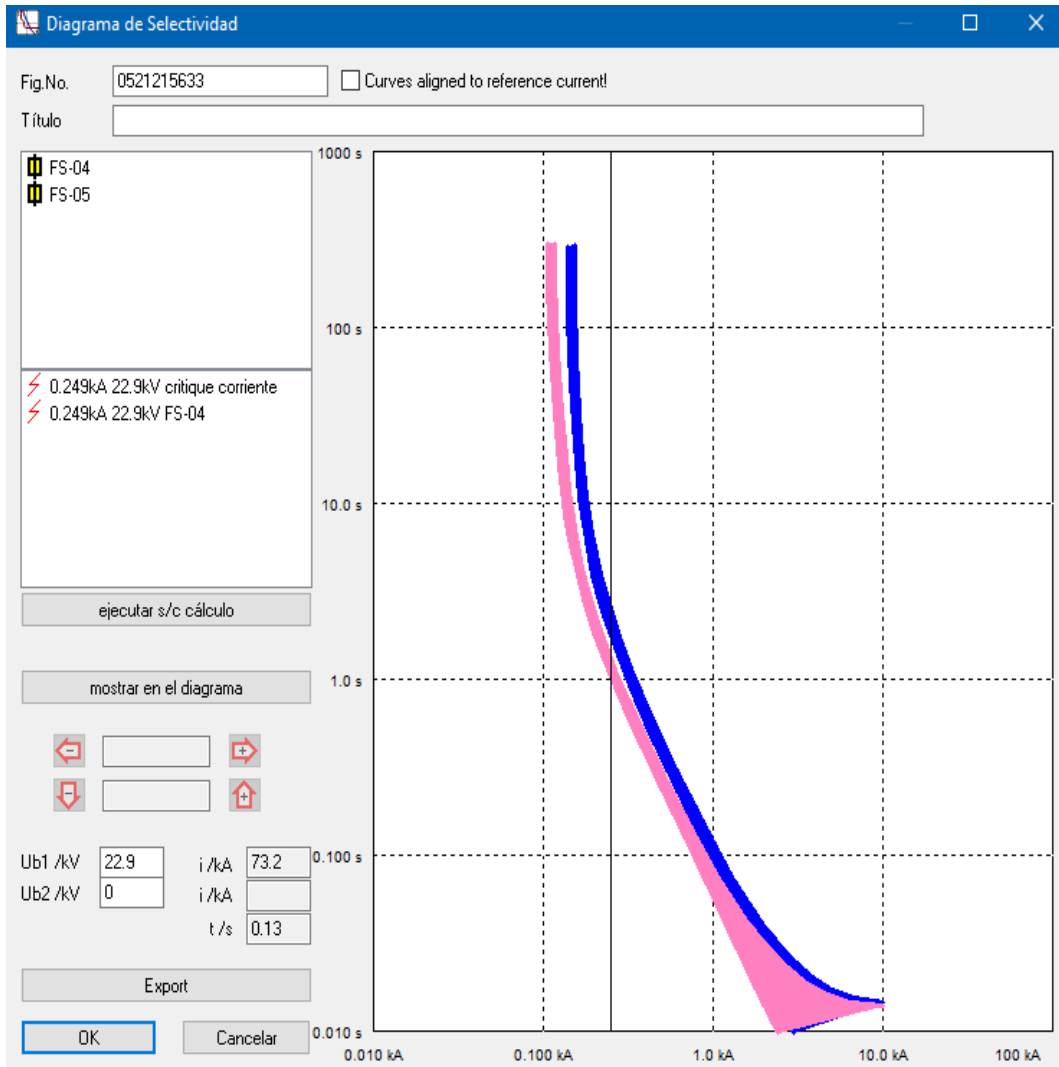 Diagrama de Selectividad
Fig.No. 0521215633 Curves aligned to reference current!
Título
FS-04
FS-05
0.249kA 22.9kV critique corriente
0.249kA 22.9kV FS-04
ejecutar s/c cálculo
mostrar en el diagrama
Ub1 /kV 22.9 i /kA 73.2
Ub2 /kV 0 i /kA
t /s 0.13
Export
OK Cancelar
1000 s
100 s
10.0 s
1.0 s
0.100 s
0.010 s
0.010 kA 0.100 kA 1.0 kA 10.0 kA 100 kA